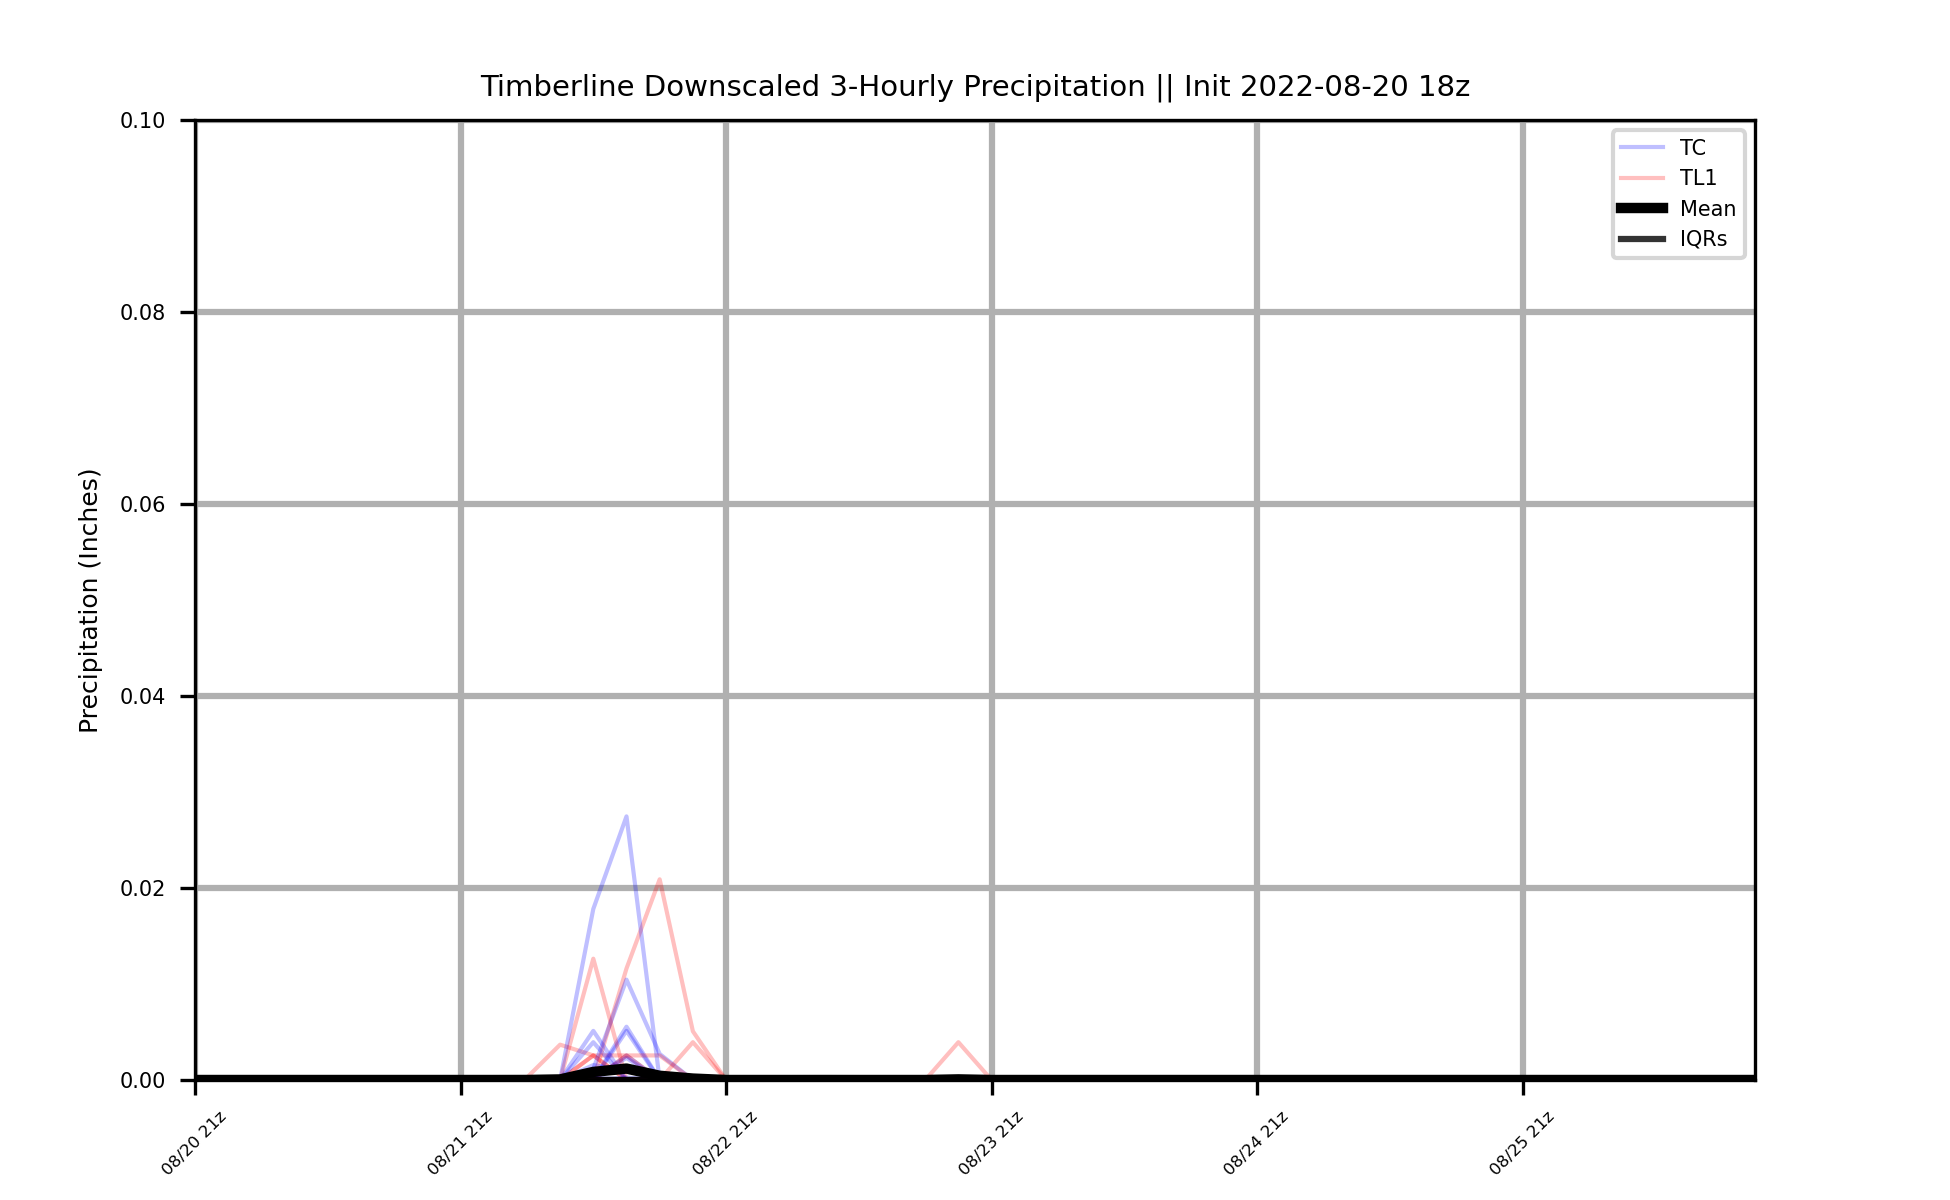 Timberline Downscaled 3-Hourly Precipitation || Init 2022-08-20 18z
TC
TL1
Mean
IQRs
Precipitation (Inches)
0.10
0.08
0.06
0.04
0.02
0.00
08/20 21z
08/21 21z
08/22 21z
08/23 21z
08/24 21z
08/25 21z